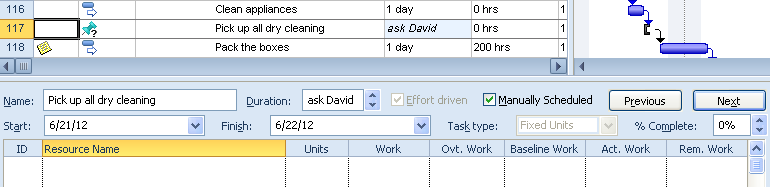 116 Clean appliances 1 day 0 hrs 1
117 ? Pick up all dry cleaning ask David 0 hrs 1
118 Pack the boxes 1 day 200 hrs 1
Name: Pick up all dry cleaning Duration: ask David Effort driven Manually Scheduled Previous Next
Start: 6/21/12 Finish: 6/22/12 Task type: Fixed Units % Complete: 0%
ID Resource Name Units Work Ovt. Work Baseline Work Act. Work Rem. Work